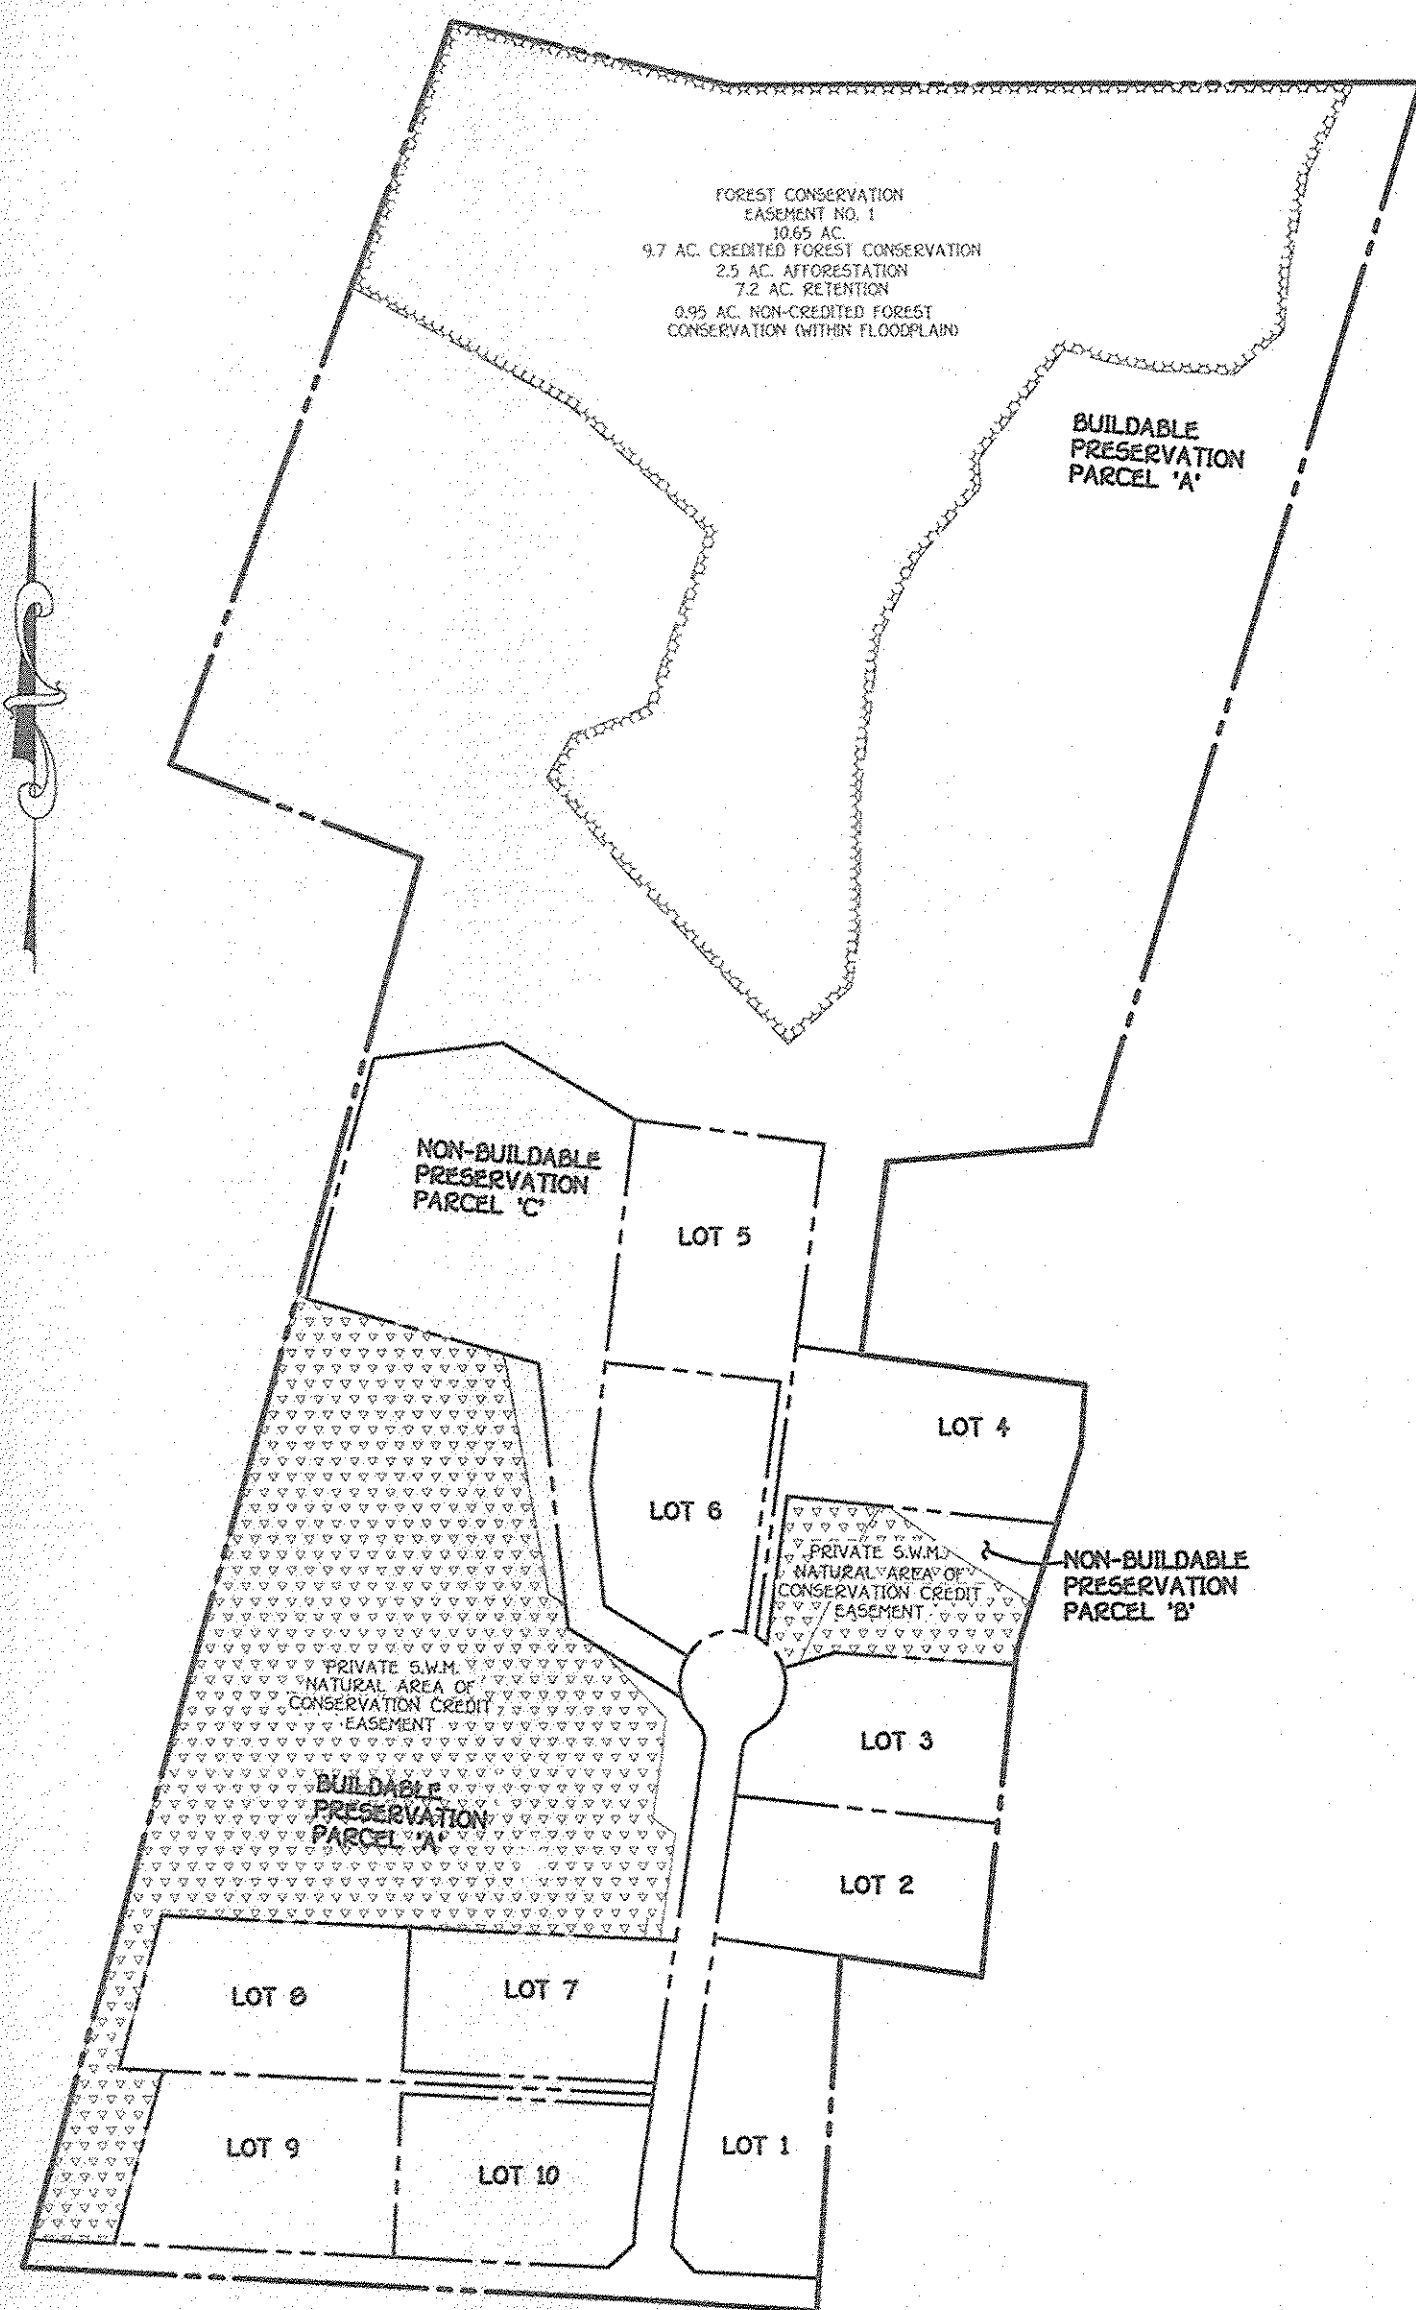 FOREST CONSERVATION
EASEMENT NO. 1
10.65 AC.
9.7 AC. CREDITED FOREST CONSERVATION
2.5 AC. AFFORESTATION
7.2 AC. RETENTION
0.95 AC. NON-CREDITED FOREST
CONSERVATION (WITHIN FLOODPLAIN)
BUILDABLE
PRESERVATION
PARCEL 'A'
NON-BUILDABLE
PRESERVATION
PARCEL 'C'
LOT 5
LOT 4
LOT 6
PRIVATE S.W.M.
NATURAL AREA OF
CONSERVATION CREDIT
EASEMENT
NON-BUILDABLE
PRESERVATION
PARCEL 'B'
PRIVATE S.W.M.
NATURAL AREA OF
CONSERVATION CREDIT
EASEMENT
LOT 3
BUILDABLE
PRESERVATION
PARCEL 'A'
LOT 2
LOT 8
LOT 7
LOT 9
LOT 10
LOT 1